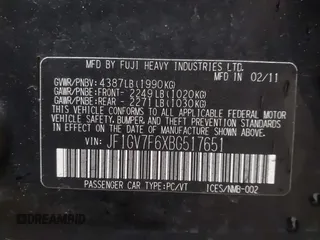 MFD BY FUJI HEAVY INDUSTRIES LTD.
GVWR/PNBV: 4387LB(1990KG) MFD IN 02/11
GAWR/PNBE:FRONT- 2249LB(1020KG)
GAWR/PNBE:REAR - 2271LB(1030KG)
THIS VEHICLE CONFORMS TO ALL APPLICABLE FEDERAL MOTOR
VEHICLE SAFETY, BUMPER, AND THEFT PREVENTION STANDARDS
IN EFFECT ON THE DATE OF MANUFACTURE SHOWN ABOVE.
VIN: JF1GV7F6XBG517651
PASSENGER CAR TYPE:PC/VT ICES/NMB-002
AUTOBIDMASTER